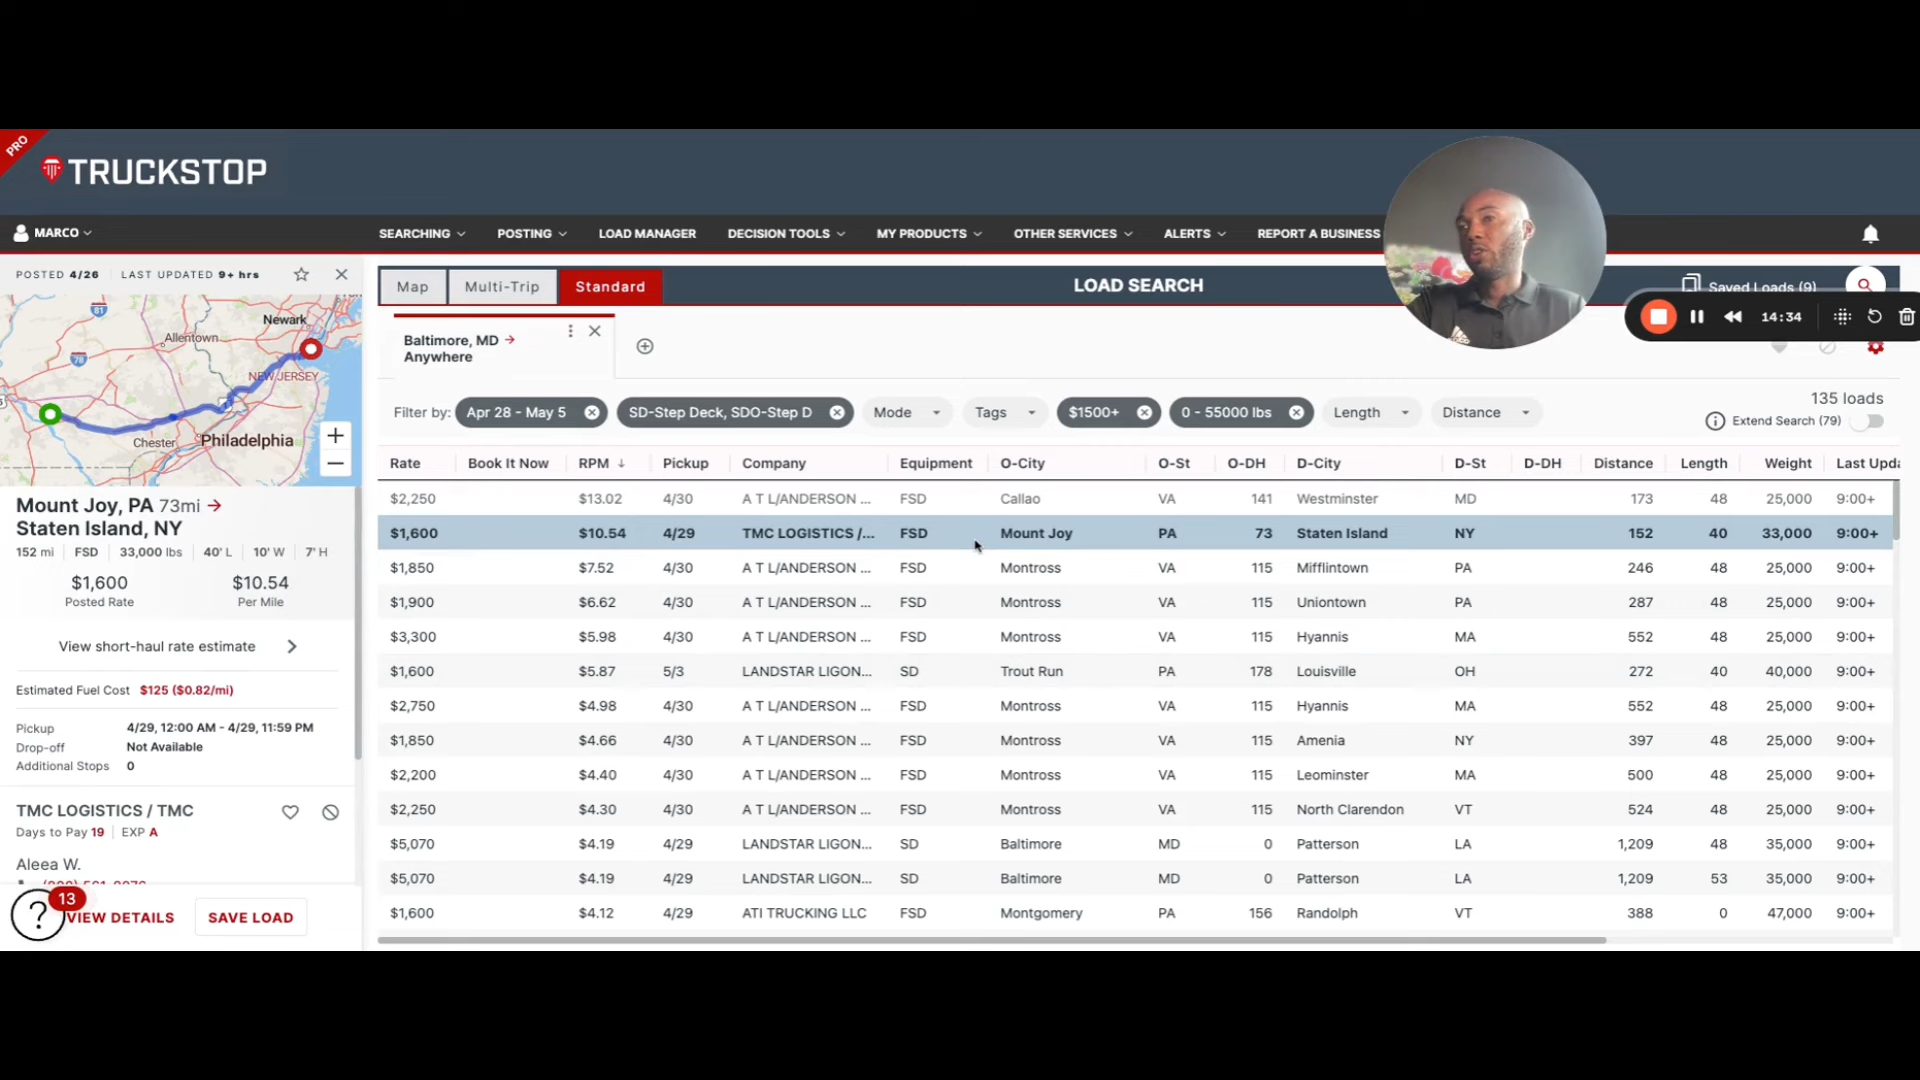 PRO
TRUCKSTOP
MARCO
SEARCHING
POSTING
LOAD MANAGER
DECISION TOOLS
MY PRODUCTS
OTHER SERVICES
ALERTS
REPORT A BUSINESS
POSTED 4/26 LAST UPDATED 9+ hrs
81
Newark
Allentown
78
NEW JERSEY
Philadelphia
Chester
+
−
Mount Joy, PA 73mi →
Staten Island, NY
152 mi FSD 33,000 lbs 40' L 10' W 7' H
$1,600 $10.54
Posted Rate Per Mile
View short-haul rate estimate
Estimated Fuel Cost $125 ($0.82/mi)
Pickup 4/29, 12:00 AM - 4/29, 11:59 PM
Drop-off Not Available
Additional Stops 0
TMC LOGISTICS / TMC
Days to Pay 19 EXP A
Aleea W.
13
?
VIEW DETAILS SAVE LOAD
Map Multi-Trip Standard LOAD SEARCH Saved Loads (9)
14:34
Baltimore, MD →
Anywhere
Filter by: Apr 28 - May 5 SD-Step Deck, SDO-Step D Mode Tags $1500+ 0 - 55000 lbs Length Distance
135 loads
Extend Search (79)
Rate Book It Now RPM ↓ Pickup Company Equipment O-City O-St O-DH D-City D-St D-DH Distance Length Weight Last Upda
$2,250 $13.02 4/30 A T L/ANDERSON ... FSD Callao VA 141 Westminster MD 173 48 25,000 9:00+
$1,600 $10.54 4/29 TMC LOGISTICS /... FSD Mount Joy PA 73 Staten Island NY 152 40 33,000 9:00+
$1,850 $7.52 4/30 A T L/ANDERSON ... FSD Montross VA 115 Mifflintown PA 246 48 25,000 9:00+
$1,900 $6.62 4/30 A T L/ANDERSON ... FSD Montross VA 115 Uniontown PA 287 48 25,000 9:00+
$3,300 $5.98 4/30 A T L/ANDERSON ... FSD Montross VA 115 Hyannis MA 552 48 25,000 9:00+
$1,600 $5.87 5/3 LANDSTAR LIGON... SD Trout Run PA 178 Louisville OH 272 40 40,000 9:00+
$2,750 $4.98 4/30 A T L/ANDERSON ... FSD Montross VA 115 Hyannis MA 552 48 25,000 9:00+
$1,850 $4.66 4/30 A T L/ANDERSON ... FSD Montross VA 115 Amenia NY 397 48 25,000 9:00+
$2,200 $4.40 4/30 A T L/ANDERSON ... FSD Montross VA 115 Leominster MA 500 48 25,000 9:00+
$2,250 $4.30 4/30 A T L/ANDERSON ... FSD Montross VA 115 North Clarendon VT 524 48 25,000 9:00+
$5,070 $4.19 4/29 LANDSTAR LIGON... SD Baltimore MD 0 Patterson LA 1,209 48 35,000 9:00+
$5,070 $4.19 4/29 LANDSTAR LIGON... SD Baltimore MD 0 Patterson LA 1,209 53 35,000 9:00+
$1,600 $4.12 4/29 ATI TRUCKING LLC FSD Montgomery PA 156 Randolph VT 388 0 47,000 9:00+